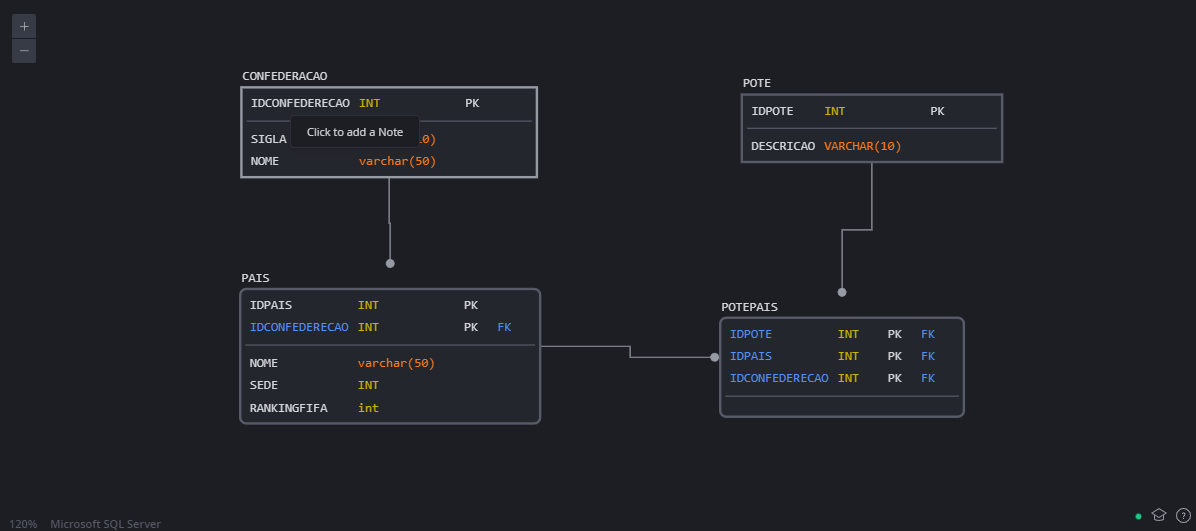 +
−
CONFEDERACAO
IDCONFEDERECAO INT PK
Click to add a Note
SIGLA 10)
NOME varchar(50)
POTE
IDPOTE INT PK
DESCRICAO VARCHAR(10)
PAIS
IDPAIS INT PK
IDCONFEDERECAO INT PK FK
NOME varchar(50)
SEDE INT
RANKINGFIFA int
POTEPAIS
IDPOTE INT PK FK
IDPAIS INT PK FK
IDCONFEDERECAO INT PK FK
120% Microsoft SQL Server
?